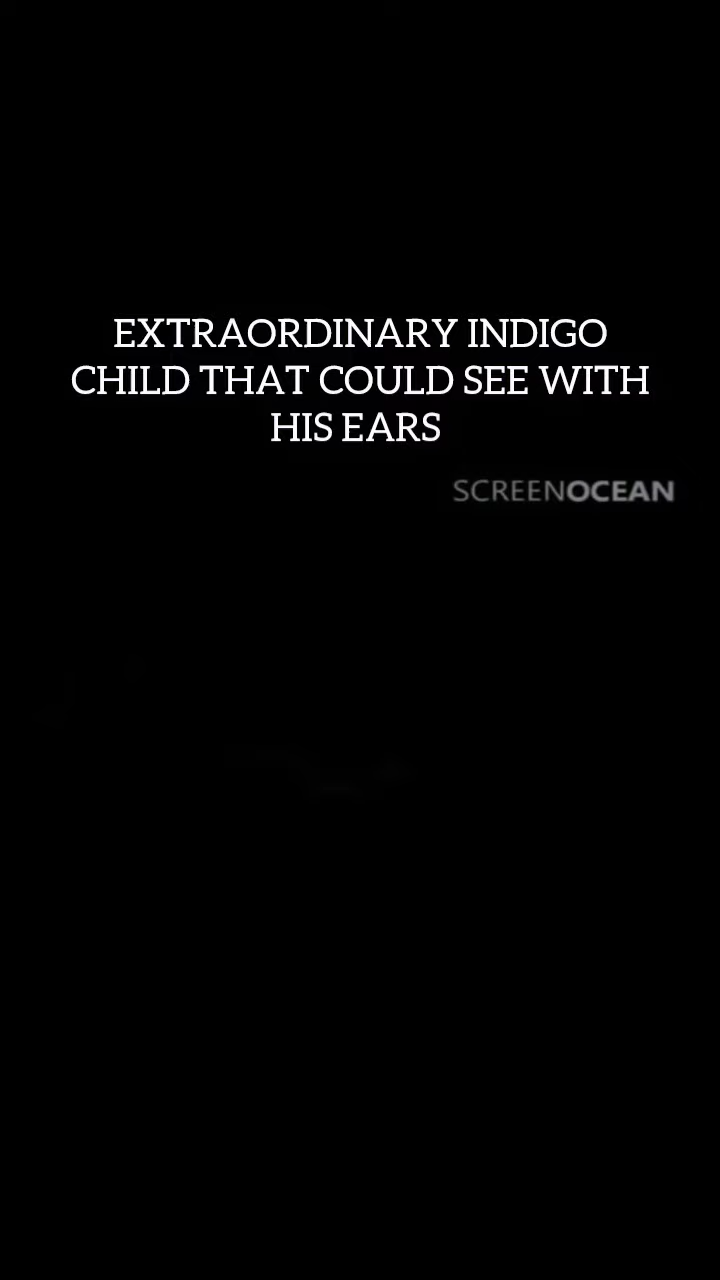 EXTRAORDINARY INDIGO
CHILD THAT COULD SEE WITH
HIS EARS
SCREENOCEAN